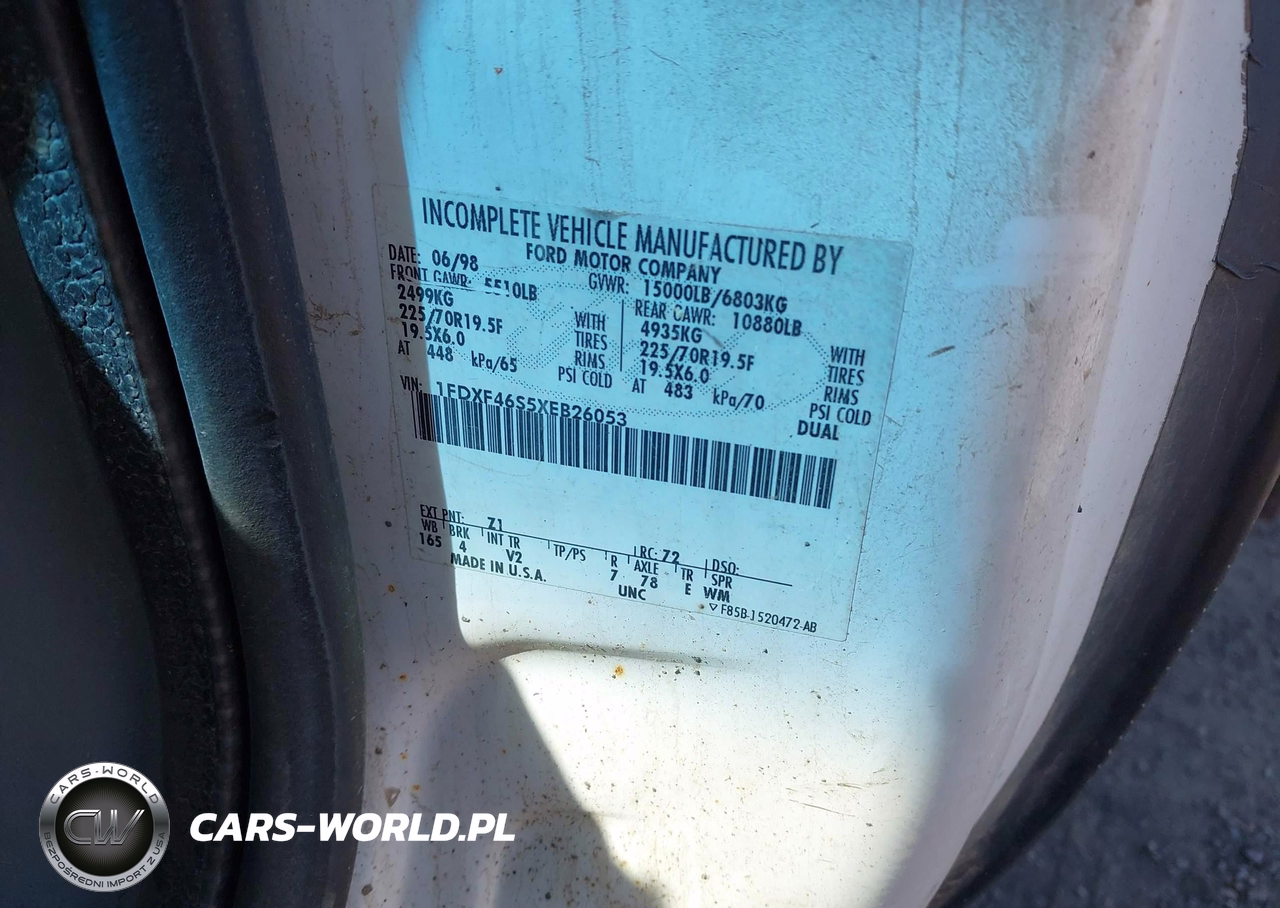 INCOMPLETE VEHICLE MANUFACTURED BY
FORD MOTOR COMPANY
DATE: 06/98
GVWR: 15000LB/6803KG
FRONT GAWR: 5510LB
2499KG
WITH
225/70R19.5F
TIRES
19.5X6.0
RIMS
AT 448 kPa/65
PSI COLD
REAR GAWR: 10880LB
4935KG
WITH
225/70R19.5F
TIRES
19.5X6.0
RIMS
AT 483 kPa/70
PSI COLD
DUAL
VIN: 1FDXF46S5XEB26053
EXT PNT: Z1
RC: 72
DSO:
WB BRK INT TR TP/PS R AXLE TR SPR
165 4 V2 7 78 E WM
MADE IN U.S.A.
UNC
▽ F85B-1520472-AB
CARS-WORLD
CW
BEZPOŚREDNI IMPORT Z USA
CARS-WORLD.PL